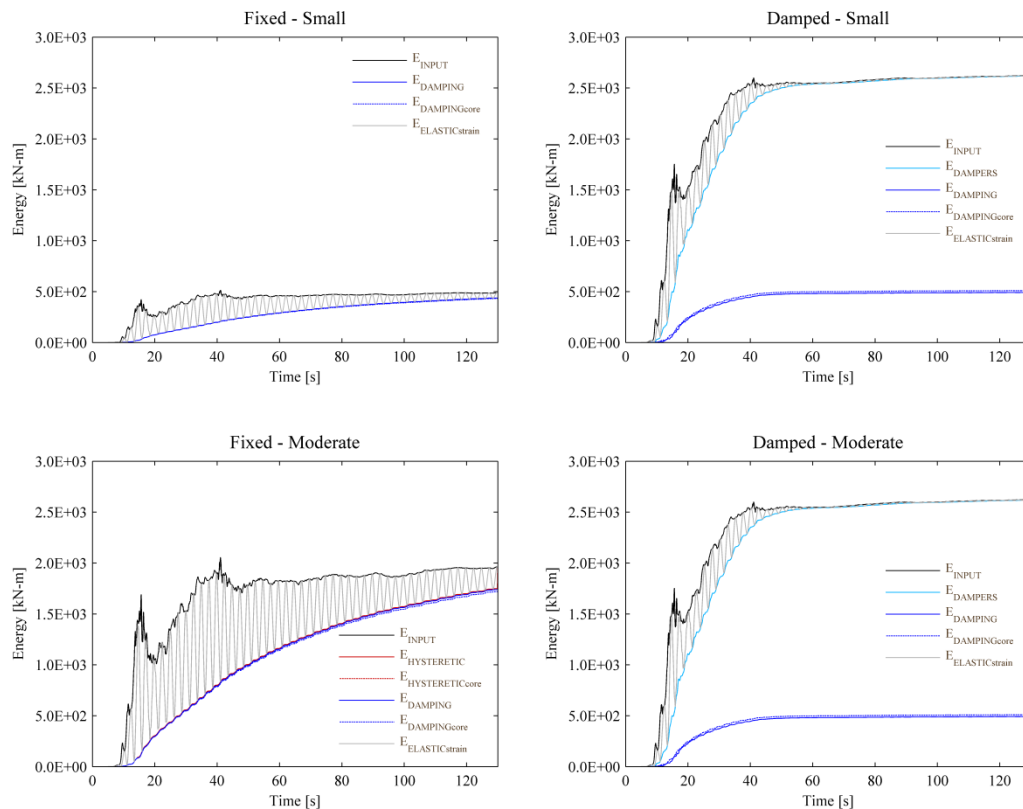 Fixed - Small
3.0E+03
2.5E+03
2.0E+03
1.5E+03
1.0E+03
5.0E+02
0.0E+00
Energy [kN-m]
0 20 40 60 80 100 120
Time [s]
E_INPUT
E_DAMPING
E_DAMPINGcore
E_ELASTICstrain
Damped - Small
3.0E+03
2.5E+03
2.0E+03
1.5E+03
1.0E+03
5.0E+02
0.0E+00
Energy [kN-m]
0 20 40 60 80 100 120
Time [s]
E_INPUT
E_DAMPERS
E_DAMPING
E_DAMPINGcore
E_ELASTICstrain
Fixed - Moderate
3.0E+03
2.5E+03
2.0E+03
1.5E+03
1.0E+03
5.0E+02
0.0E+00
Energy [kN-m]
0 20 40 60 80 100 120
Time [s]
E_INPUT
E_HYSTERETIC
E_HYSTERETICcore
E_DAMPING
E_DAMPINGcore
E_ELASTICstrain
Damped - Moderate
3.0E+03
2.5E+03
2.0E+03
1.5E+03
1.0E+03
5.0E+02
0.0E+00
Energy [kN-m]
0 20 40 60 80 100 120
Time [s]
E_INPUT
E_DAMPERS
E_DAMPING
E_DAMPINGcore
E_ELASTICstrain